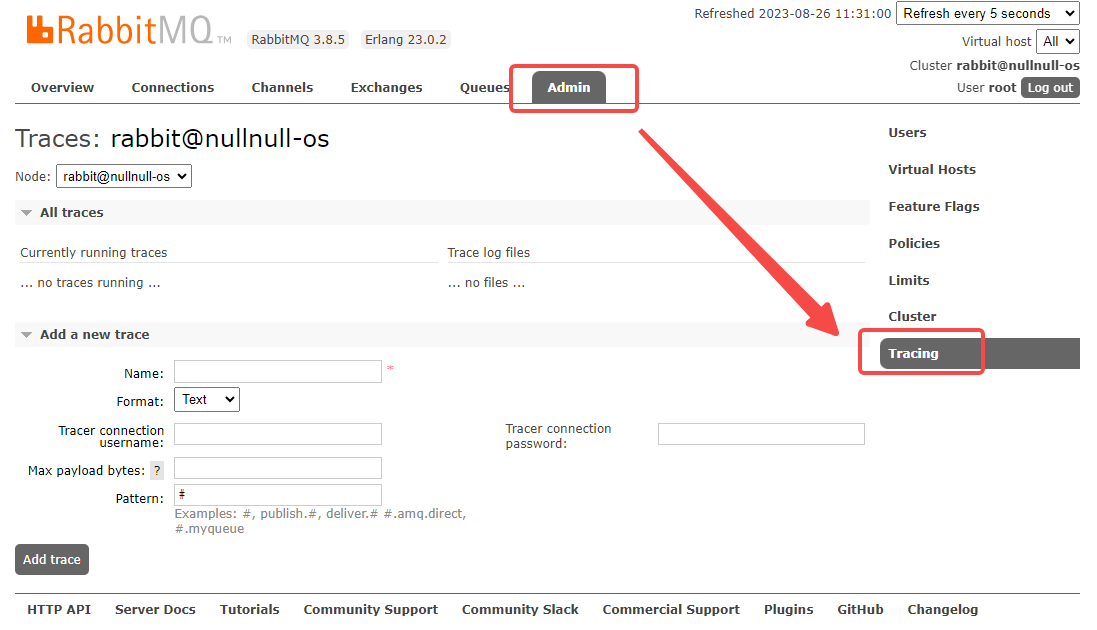 RabbitMQ TM RabbitMQ 3.8.5 Erlang 23.0.2
Refreshed 2023-08-26 11:31:00 Refresh every 5 seconds
Virtual host All
Cluster rabbit@nullnull-os
User root Log out
Overview Connections Channels Exchanges Queues Admin
Traces: rabbit@nullnull-os
Node: rabbit@nullnull-os
All traces
Currently running traces Trace log files
... no traces running ... ... no files ...
Add a new trace
Name: *
Format: Text
Tracer connection username:
Tracer connection password:
Max payload bytes: ?
Pattern: #
Examples: #, publish.#, deliver.# #.amq.direct,
#.myqueue
Add trace
Users
Virtual Hosts
Feature Flags
Policies
Limits
Cluster
Tracing
HTTP API Server Docs Tutorials Community Support Community Slack Commercial Support Plugins GitHub Changelog